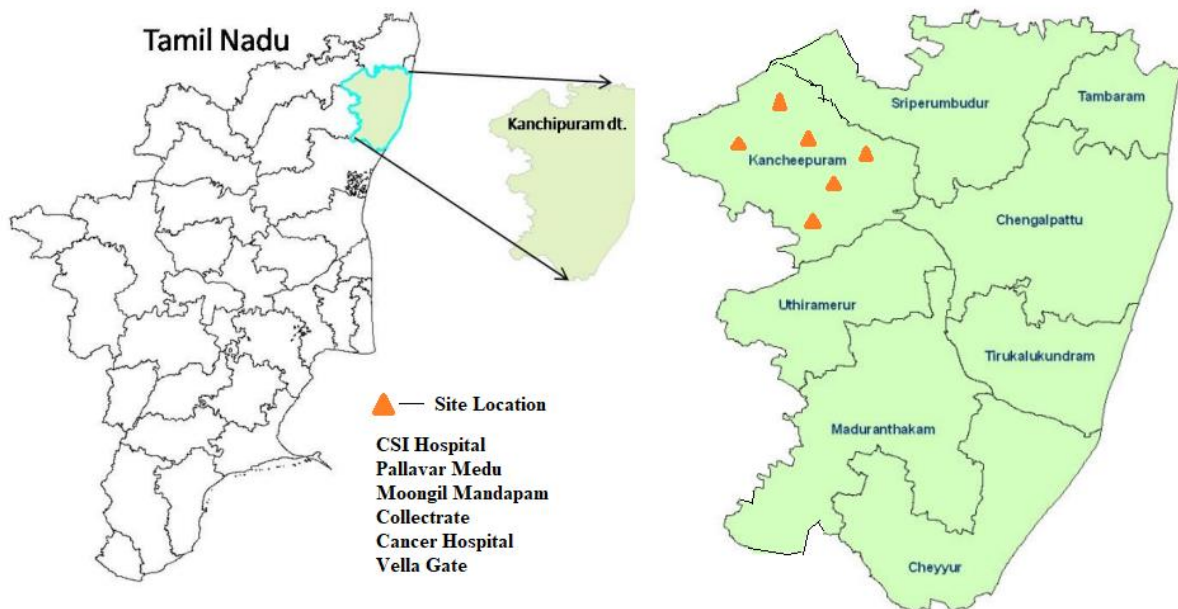 Tamil Nadu
Kanchipuram dt.
— Site Location
CSI Hospital
Pallavar Medu
Moongil Mandapam
Collectrate
Cancer Hospital
Vella Gate
Sriperumbudur
Tambaram
Kancheepuram
Chengalpattu
Uthiramerur
Tirukalukundram
Maduranthakam
Cheyyur